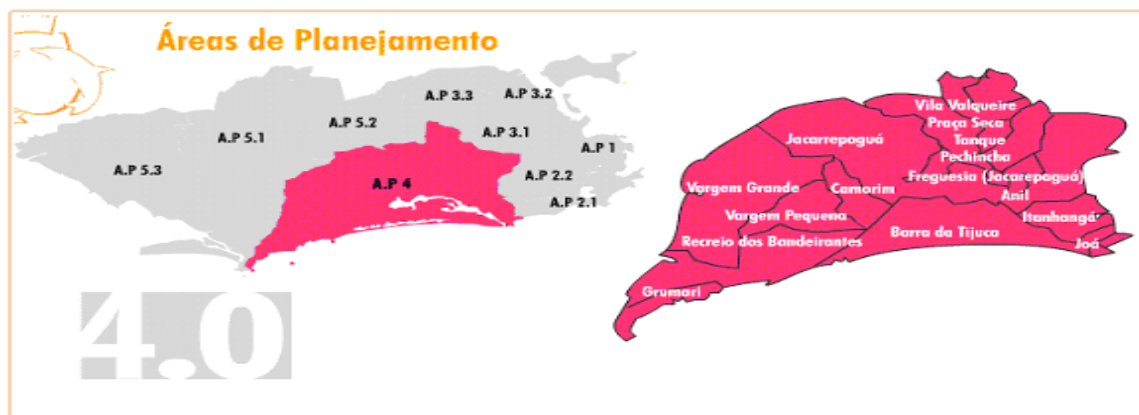 Áreas de Planejamento
A.P 3.3
A.P 3.2
A.P 5.2
A.P 5.1
A.P 3.1
A.P 1
A.P 5.3
A.P 4
A.P 2.2
A.P 2.1
4.0
Vila Valqueire
Praça Seca
Jacarrepaguá
Tanque
Pechincha
Freguesia (Jacarepaguá)
Vargem Grande
Camorim
Anil
Vargem Pequena
Itanhangá
Barra da Tijuca
Recreio dos Bandeirantes
Joá
Grumari